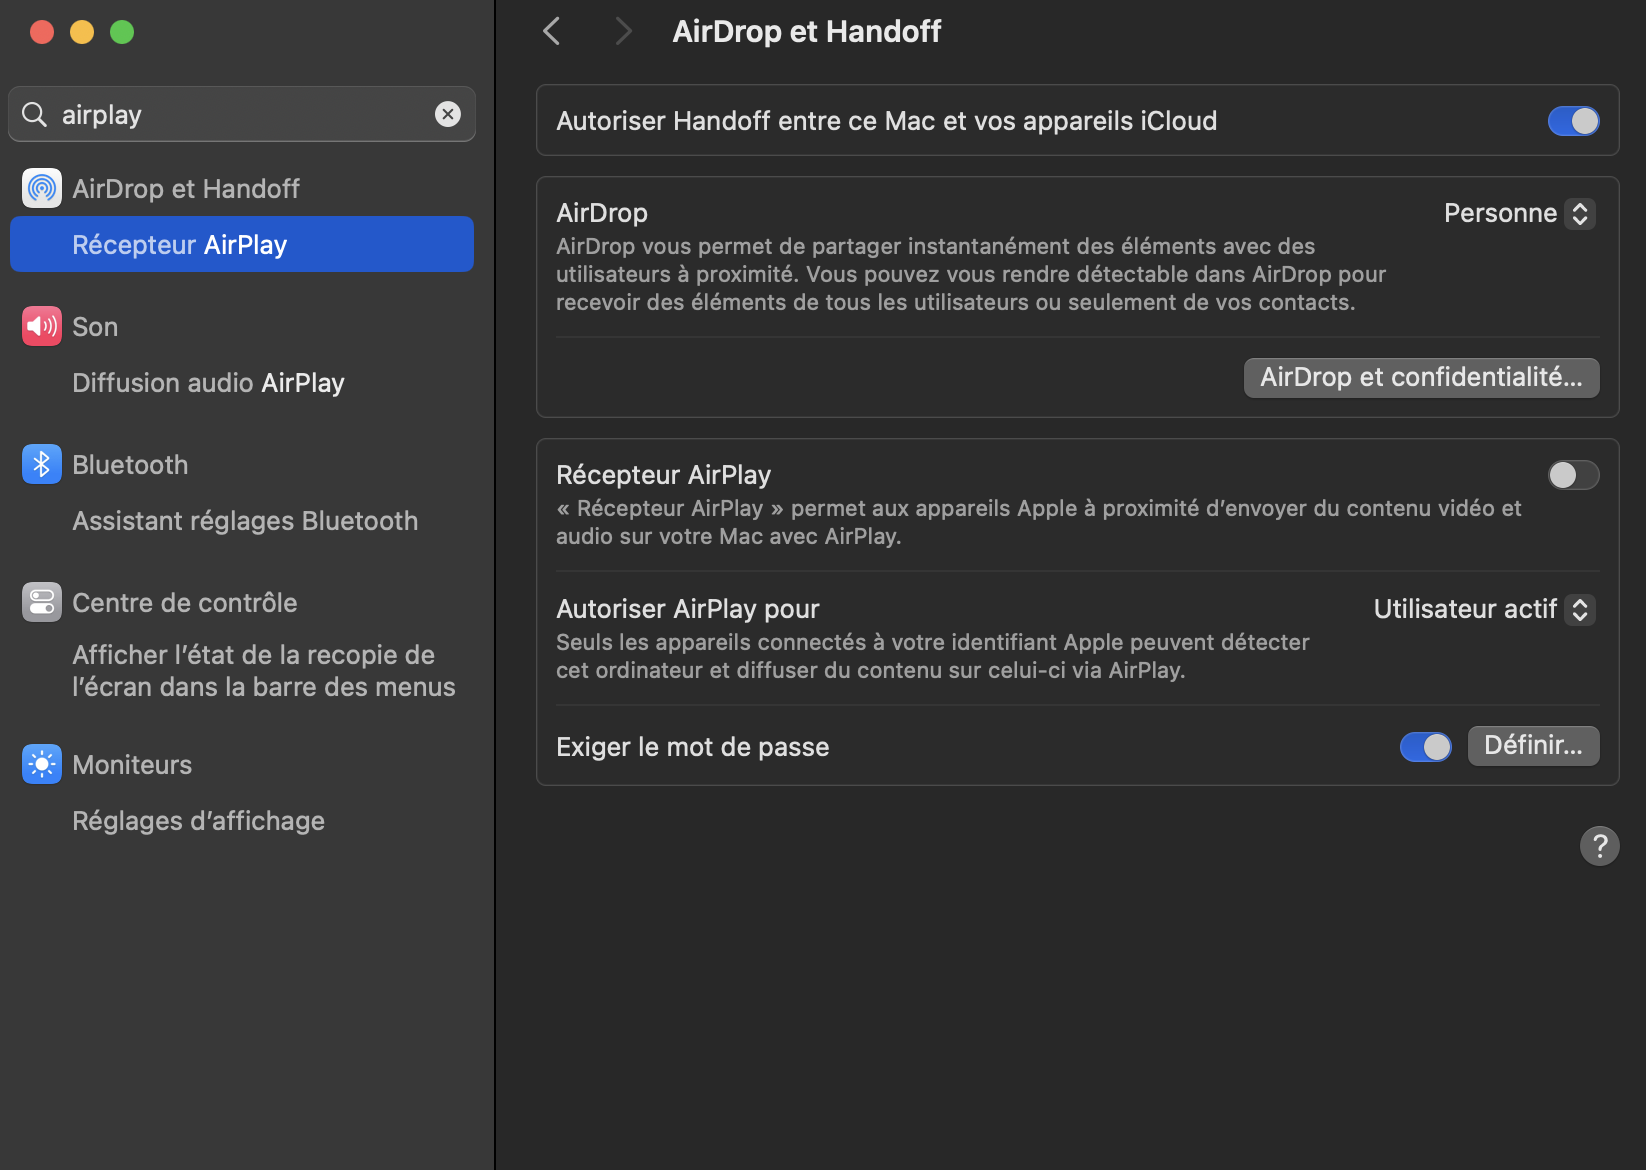 airplay
AirDrop et Handoff
Récepteur AirPlay
Son
Diffusion audio AirPlay
Bluetooth
Assistant réglages Bluetooth
Centre de contrôle
Afficher l’état de la recopie de
l’écran dans la barre des menus
Moniteurs
Réglages d’affichage
AirDrop et Handoff
Autoriser Handoff entre ce Mac et vos appareils iCloud
AirDrop
Personne
AirDrop vous permet de partager instantanément des éléments avec des
utilisateurs à proximité. Vous pouvez vous rendre détectable dans AirDrop pour
recevoir des éléments de tous les utilisateurs ou seulement de vos contacts.
AirDrop et confidentialité...
Récepteur AirPlay
« Récepteur AirPlay » permet aux appareils Apple à proximité d’envoyer du contenu vidéo et
audio sur votre Mac avec AirPlay.
Autoriser AirPlay pour
Utilisateur actif
Seuls les appareils connectés à votre identifiant Apple peuvent détecter
cet ordinateur et diffuser du contenu sur celui-ci via AirPlay.
Exiger le mot de passe
Définir...
?